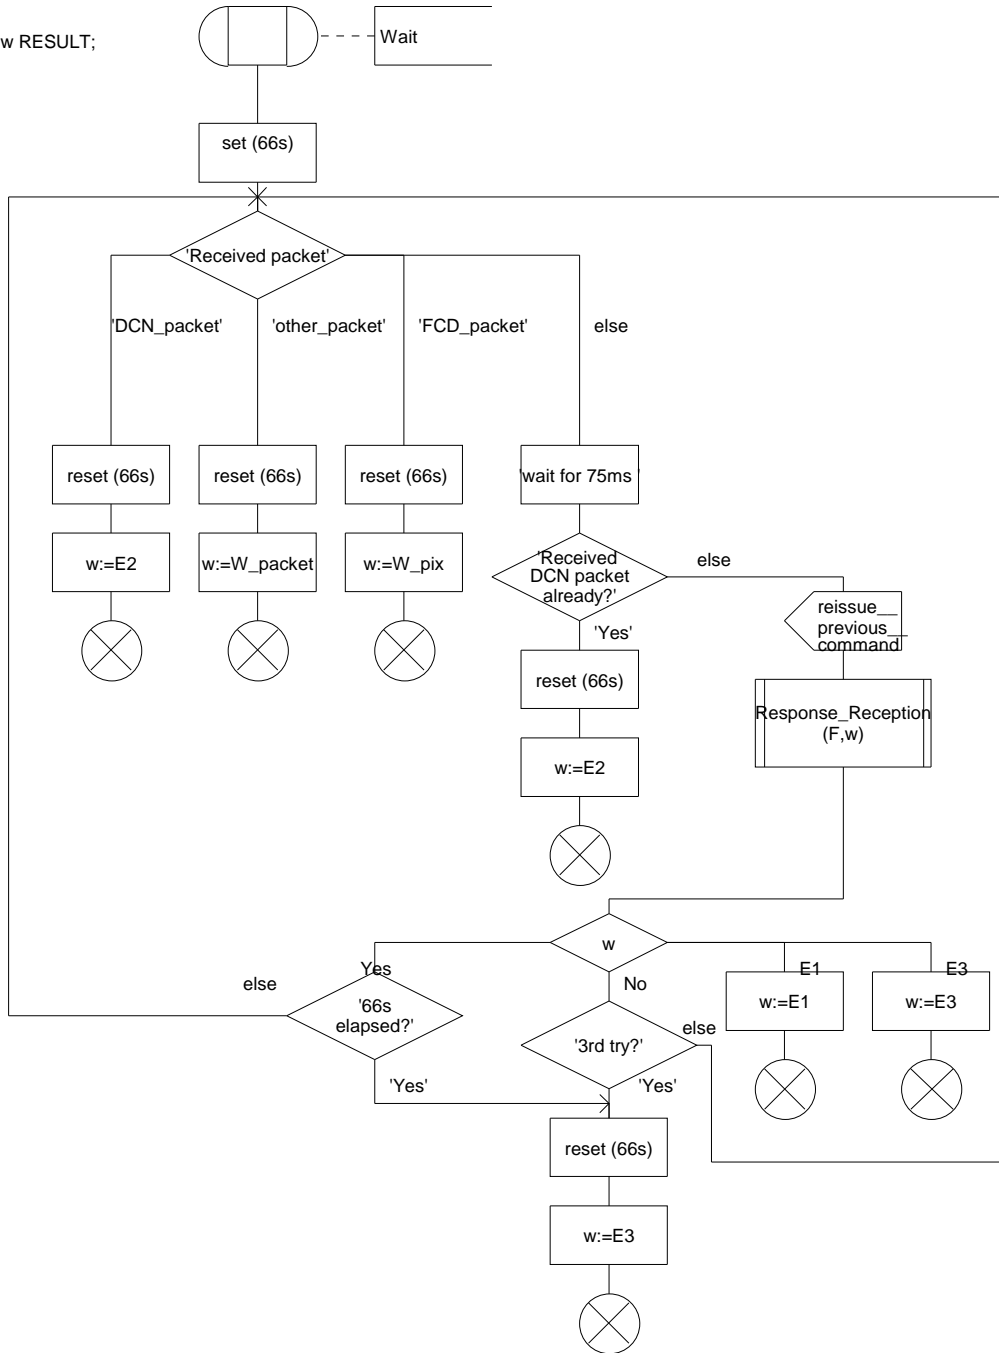 w RESULT;
Wait
set (66s)
'Received packet'
'DCN_packet'
'other_packet'
'FCD_packet'
else
reset (66s)
reset (66s)
reset (66s)
'wait for 75ms '
w:=E2
w:=W_packet
w:=W_pix
'Received
DCN packet
already?'
else
reissue__
previous__
command
'Yes'
reset (66s)
Response_Reception
(F,w)
w:=E2
w
Yes
No
E1
E3
else
'66s
elapsed?'
'3rd try?'
else
w:=E1
w:=E3
'Yes'
'Yes'
reset (66s)
w:=E3